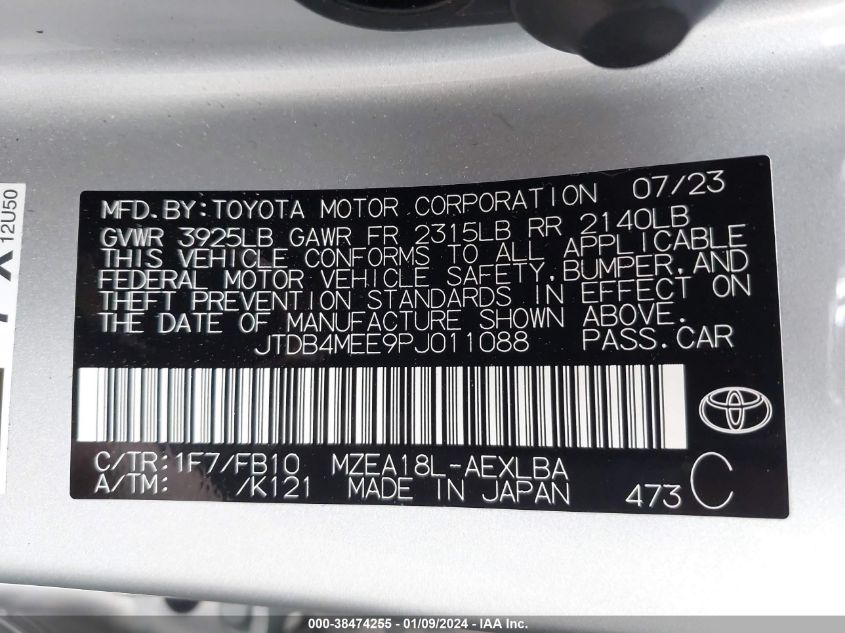 12U50
MFD.BY:TOYOTA MOTOR CORPORATION 07/23
GVWR 3925LB GAWR FR 2315LB RR 2140LB
THIS VEHICLE CONFORMS TO ALL APPLICABLE
FEDERAL MOTOR VEHICLE SAFETY,BUMPER,AND
THEFT PREVENTION STANDARDS IN EFFECT ON
THE DATE OF MANUFACTURE SHOWN ABOVE.
JTDB4MEE9PJ011088 PASS.CAR
C/TR:1F7/FB10 MZEA18L-AEXLBA
A/TM: /K121 MADE IN JAPAN 473 C
000-38474255 - 01/09/2024 - IAA Inc.